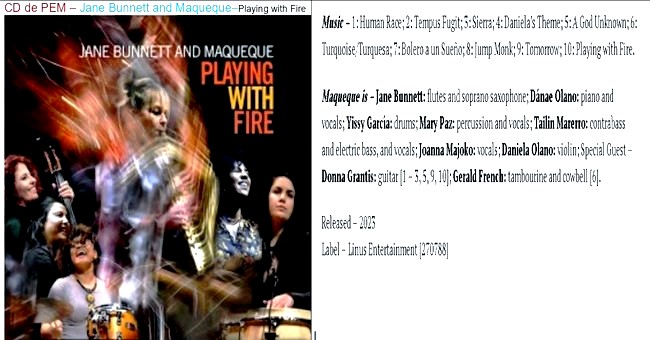 CD de PEM – Jane Bunnett and Maqueque–Playing with Fire
JANE BUNNETT AND MAQUEQUE
PLAYING
WITH
FIRE
Music – 1: Human Race; 2: Tempus Fugit; 3: Sierra; 4: Daniela's Theme; 5: A God Unknown; 6:
Turquoise/Turquesa; 7: Bolero a un Sueño; 8: Jump Monk; 9: Tomorrow; 10: Playing with Fire.
Maqueque is – Jane Bunnett: flutes and soprano saxophone; Dánae Olano: piano and
vocals; Yissy García: drums; Mary Paz: percussion and vocals; Tailin Marerro: contrabass
and electric bass, and vocals; Joanna Majoko: vocals; Daniela Olano: violin; Special Guest –
Donna Grantis: guitar [1 – 3, 5, 9, 10]; Gerald French: tambourine and cowbell [6].
Released – 2023
Label – Linus Entertainment [270788]